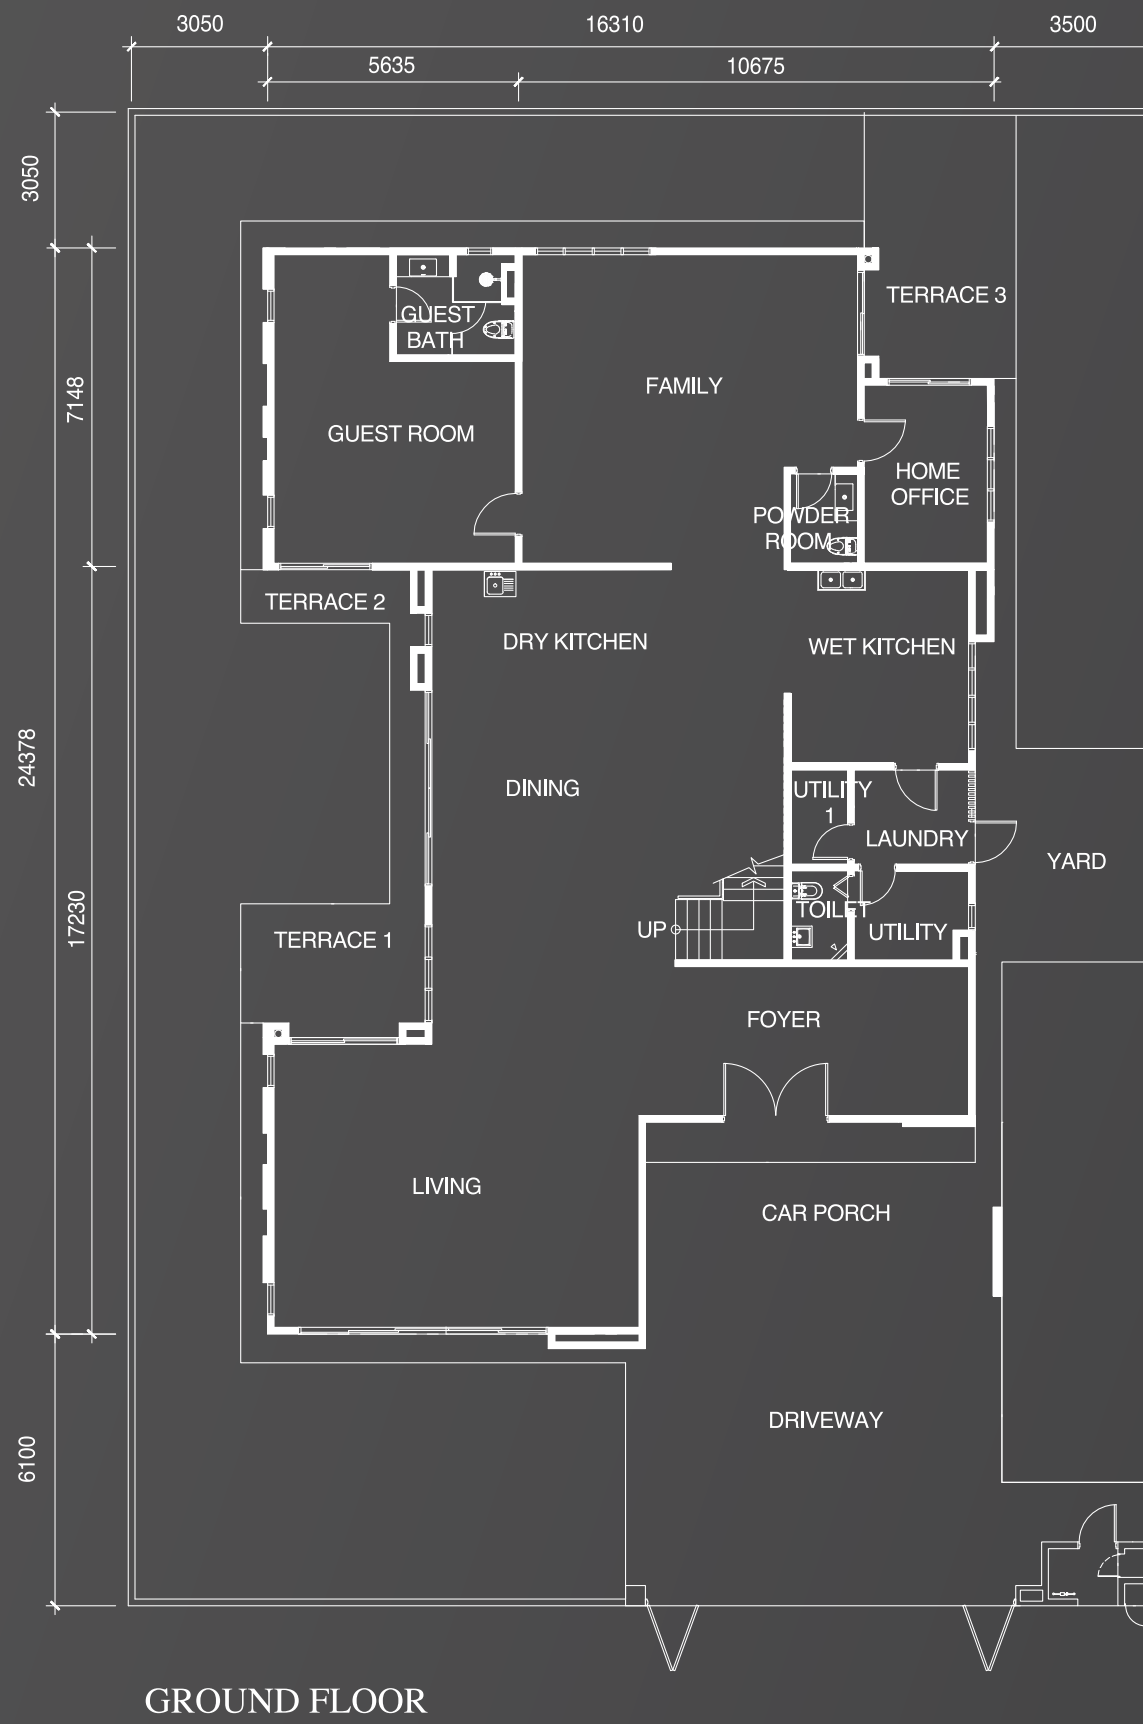 3050
16310
3500
5635
10675
3050
7148
24378
17230
6100
TERRACE 3
GUEST
BATH
FAMILY
GUEST ROOM
HOME
OFFICE
POWDER
ROOM
TERRACE 2
DRY KITCHEN
WET KITCHEN
DINING
UTILITY
1
LAUNDRY
YARD
TOILET
UP
UTILITY
TERRACE 1
FOYER
LIVING
CAR PORCH
DRIVEWAY
GROUND FLOOR